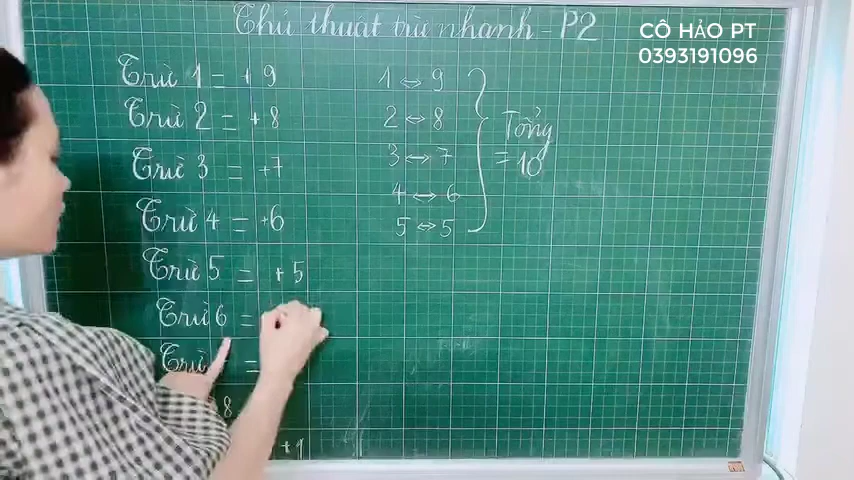 Thủ thuật trừ nhanh - P2
CÔ HẢO PT
0393191096
Trừ 1 = + 9
Trừ 2 = + 8
Trừ 3 = +7
Trừ 4 = +6
Trừ 5 = + 5
Trừ 6 =
Trừ =
8
+ 1
1 ⇔ 9
2 ⇔ 8
3 ⇔ 7
4 ⇔ 6
5 ⇔ 5
Tổng
= 10